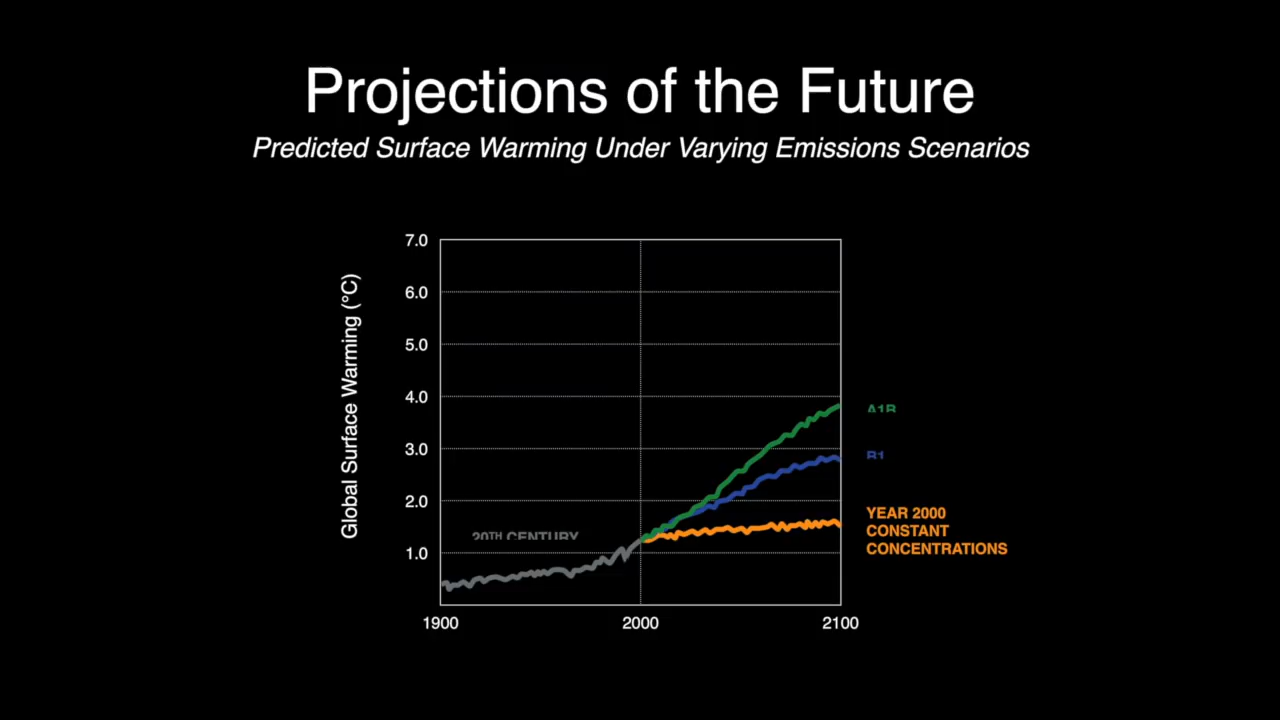 Projections of the Future
Predicted Surface Warming Under Varying Emissions Scenarios
Global Surface Warming (°C)
7.0
6.0
5.0
4.0
3.0
2.0
1.0
1900
2000
2100
20TH CENTURY
A1B
B1
YEAR 2000
CONSTANT
CONCENTRATIONS